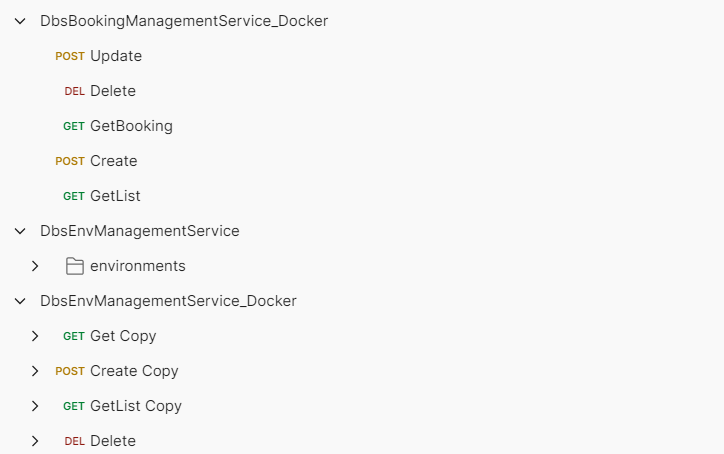 DbsBookingManagementService_Docker
POST Update
DEL Delete
GET GetBooking
POST Create
GET GetList
DbsEnvManagementService
environments
DbsEnvManagementService_Docker
GET Get Copy
POST Create Copy
GET GetList Copy
DEL Delete